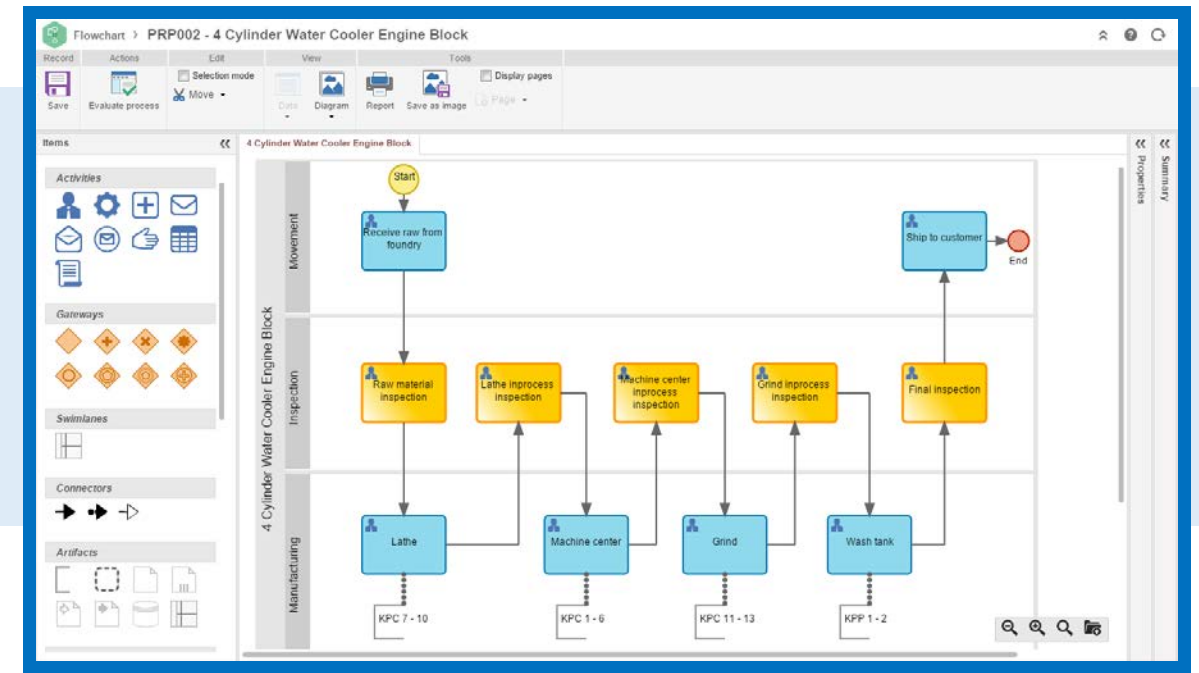 Flowchart > PRP002 - 4 Cylinder Water Cooler Engine Block
Record Actions Edit View Tools
Save
Evaluate process
Selection mode
Move
Data
Diagram
Report
Save as image
Display pages
Page
Items
4 Cylinder Water Cooler Engine Block
Properties
Summary
Activities
Gateways
Swimlanes
Connectors
Artifacts
4 Cylinder Water Cooler Engine Block
Movement
Start
Receive raw from
foundry
Ship to customer
End
Inspection
Raw material
inspection
Lathe inprocess
inspection
Machine center
inprocess
inspection
Grind inprocess
inspection
Final inspection
Manufacturing
Lathe
Machine center
Grind
Wash tank
KPC 7 - 10
KPC 1 - 6
KPC 11 - 13
KPP 1 - 2